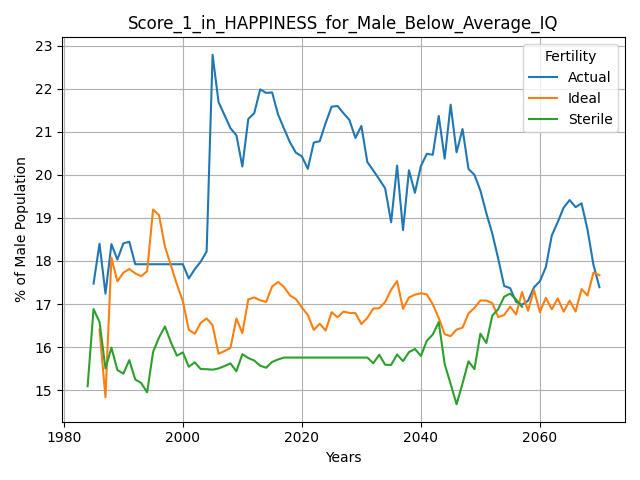 Score_1_in_HAPPINESS_for_Male_Below_Average_IQ
Fertility
Actual
Ideal
Sterile
% of Male Population
23
22
21
20
19
18
17
16
15
1980
2000
2020
2040
2060
Years